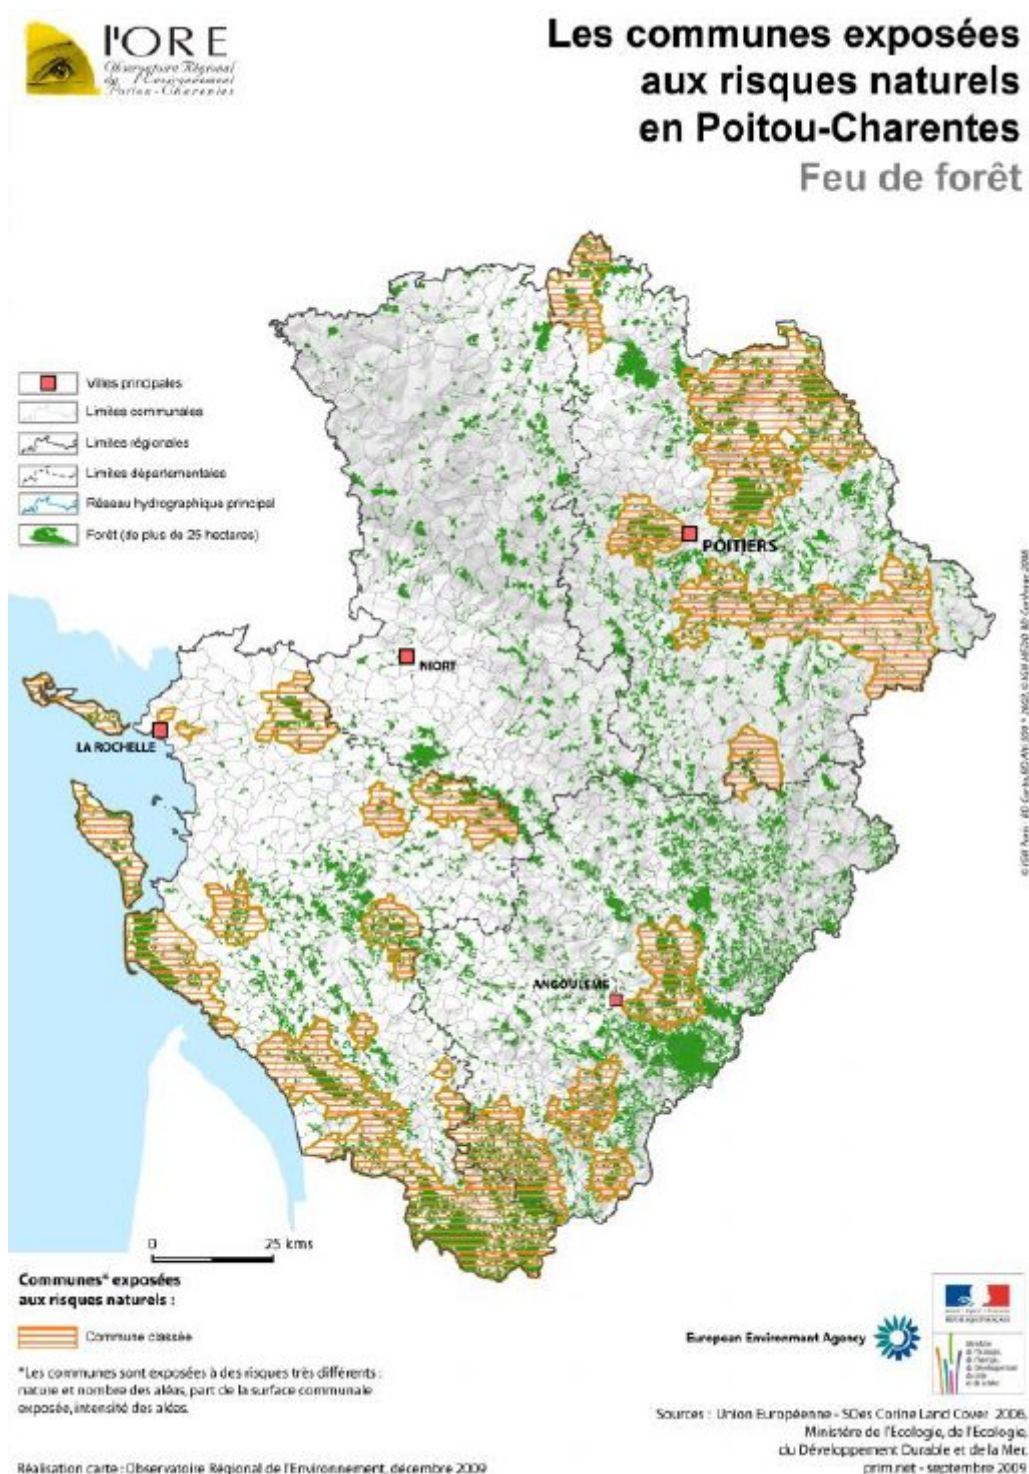 l'ORE
Observatoire Régional
de l'Environnement
Poitou-Charentes
Les communes exposées
aux risques naturels
en Poitou-Charentes
Feu de forêt
Villes principales
Limites communales
Limites régionales
Limites départementales
Réseau hydrographique principal
Forêt (de plus de 25 hectares)
POITIERS
NIORT
LA ROCHELLE
ANGOULEME
0 25 kms
Communes* exposées
aux risques naturels :
Commune classée
*Les communes sont exposées à des risques très différents :
nature et nombre des aléas, part de la surface communale
exposée, intensité des aléas.
European Environment Agency
Sources : Union Européenne - SOes Corine Land Cover 2006,
Ministère de l'Ecologie, de l'Ecologie,
du Développement Durable et de la Mer,
prim.net - septembre 2009
Réalisation carte : Observatoire Régional de l'Environnement, décembre 2009